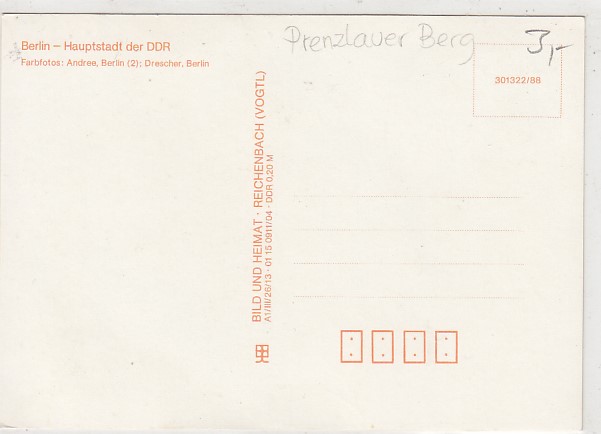 Berlin – Hauptstadt der DDR
Farbfotos: Andree, Berlin (2); Drescher, Berlin
Prenzlauer Berg
3,-
301322/88
BILD UND HEIMAT · REICHENBACH (VOGTL)
A1/III/26/13 · 01 15 0911/04 · DDR 0,20 M